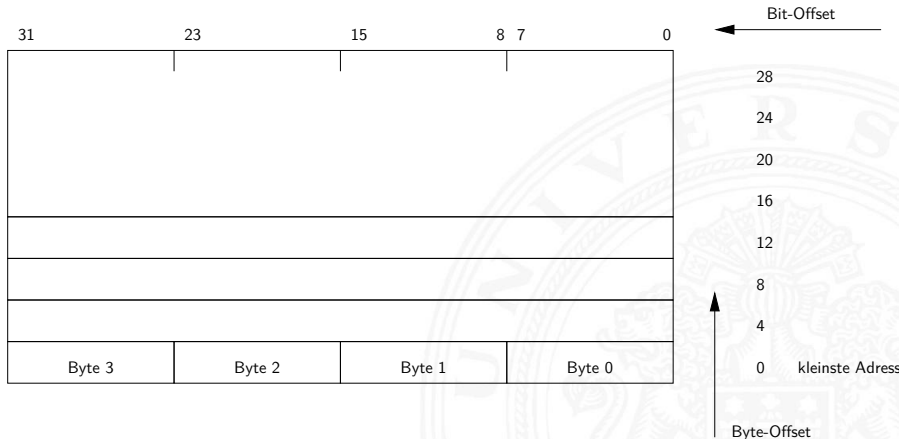 Bit-Offset
31 23 15 8 7 0
28
24
20
16
12
8
4
Byte 3 Byte 2 Byte 1 Byte 0 0 kleinste Adress
Byte-Offset
UNIVERS